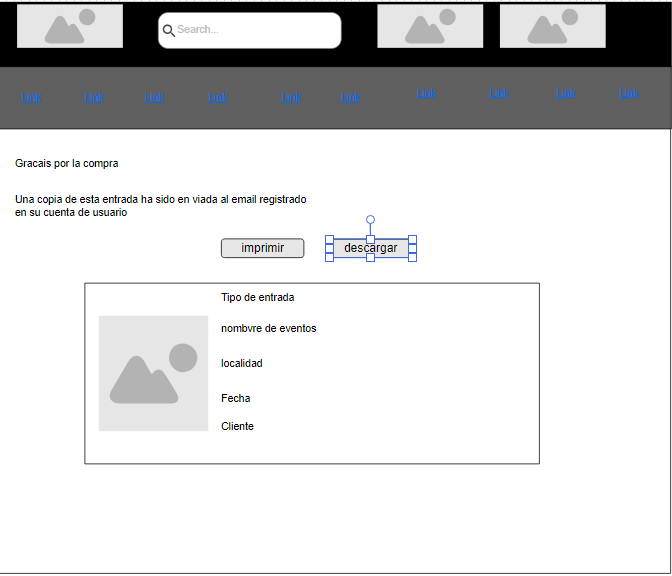 Search...
Link Link Link Link Link Link Link Link Link Link
Gracais por la compra
Una copia de esta entrada ha sido en viada al email registrado
en su cuenta de usuario
imprimir descargar
Tipo de entrada
nombvre de eventos
localidad
Fecha
Cliente